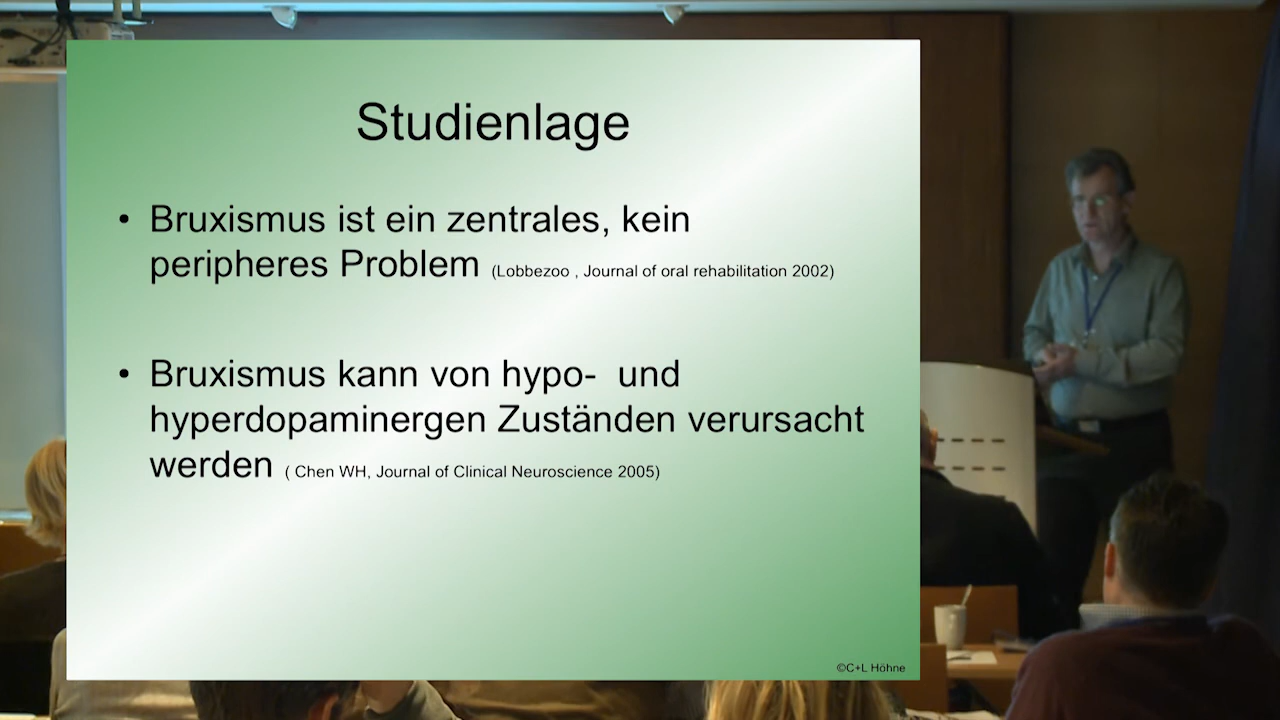 Studienlage
• Bruxismus ist ein zentrales, kein
peripheres Problem (Lobbezoo , Journal of oral rehabilitation 2002)
• Bruxismus kann von hypo-  und
hyperdopaminergen Zuständen verursacht
werden ( Chen WH, Journal of Clinical Neuroscience 2005)
©C+L Höhne